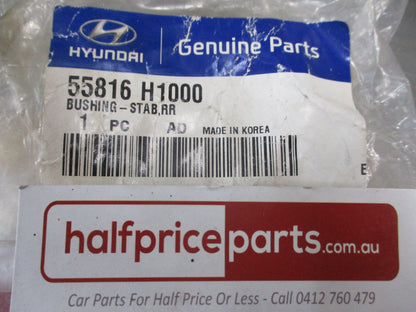 HYUNDAI | Genuine Parts
55816 H1000
BUSHING-STAB,RR
1 PC AD MADE IN KOREA
E
halfpriceparts.com.au
Car Parts For Half Price Or Less - Call 0412 760 479